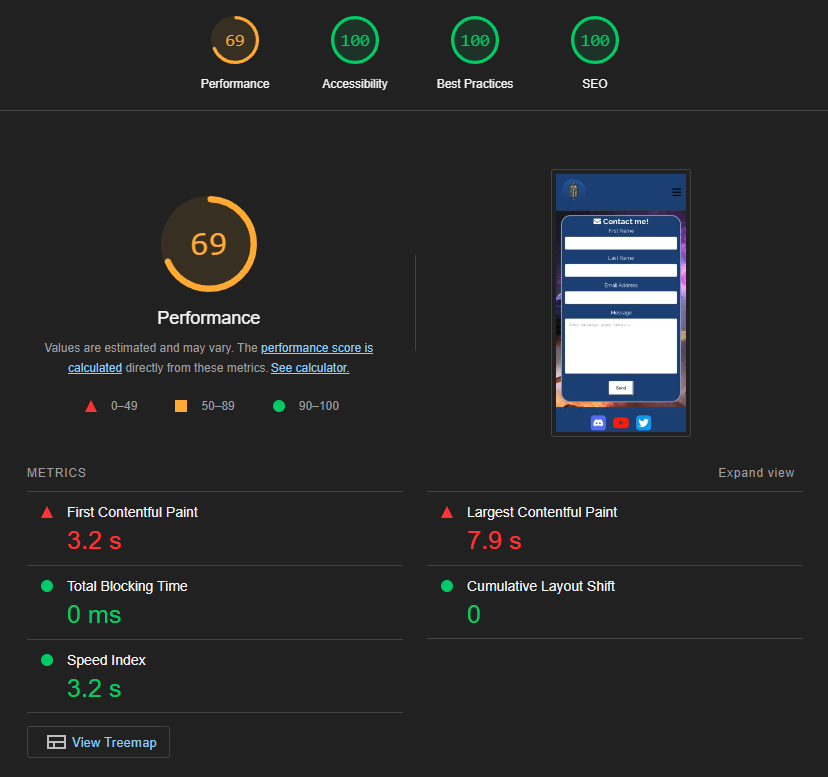 69
100
100
100
Performance
Accessibility
Best Practices
SEO
69
Performance
Values are estimated and may vary. The performance score is
calculated directly from these metrics. See calculator.
0–49
50–89
90–100
Contact me!
First Name
Last Name
Email Address
Message
Send
METRICS
Expand view
First Contentful Paint
3.2 s
Largest Contentful Paint
7.9 s
Total Blocking Time
0 ms
Cumulative Layout Shift
0
Speed Index
3.2 s
View Treemap